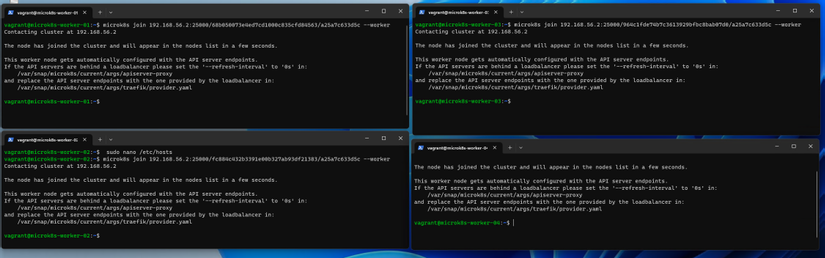 vagrant@microk8s-worker-01:~$ microk8s join 192.168.56.2:25000/68b050073e4ed7cd1000c835cfd84563/a25a7c633d5c --worker
Contacting cluster at 192.168.56.2
The node has joined the cluster and will appear in the nodes list in a few seconds.
This worker node gets automatically configured with the API server endpoints.
If the API servers are behind a loadbalancer please set the '--refresh-interval' to '0s' in:
/var/snap/microk8s/current/args/apiserver-proxy
and replace the API server endpoints with the one provided by the loadbalancer in:
/var/snap/microk8s/current/args/traefik/provider.yaml
vagrant@microk8s-worker-01:~$
vagrant@microk8s-worker-03:~$ microk8s join 192.168.56.2:25000/964c1fde74b7c3613929bfbc8bab07d0/a25a7c633d5c --worker
Contacting cluster at 192.168.56.2
The node has joined the cluster and will appear in the nodes list in a few seconds.
This worker node gets automatically configured with the API server endpoints.
If the API servers are behind a loadbalancer please set the '--refresh-interval' to '0s' in:
/var/snap/microk8s/current/args/apiserver-proxy
and replace the API server endpoints with the one provided by the loadbalancer in:
/var/snap/microk8s/current/args/traefik/provider.yaml
vagrant@microk8s-worker-03:~$
vagrant@microk8s-worker-02:~$ sudo nano /etc/hosts
vagrant@microk8s-worker-02:~$ microk8s join 192.168.56.2:25000/fc884c432b3391e08b327ab93df21383/a25a7c633d5c --worker
Contacting cluster at 192.168.56.2
The node has joined the cluster and will appear in the nodes list in a few seconds.
This worker node gets automatically configured with the API server endpoints.
If the API servers are behind a loadbalancer please set the '--refresh-interval' to '0s' in:
/var/snap/microk8s/current/args/apiserver-proxy
and replace the API server endpoints with the one provided by the loadbalancer in:
/var/snap/microk8s/current/args/traefik/provider.yaml
vagrant@microk8s-worker-02:~$
The node has joined the cluster and will appear in the nodes list in a few seconds.
This worker node gets automatically configured with the API server endpoints.
If the API servers are behind a loadbalancer please set the '--refresh-interval' to '0s' in:
/var/snap/microk8s/current/args/apiserver-proxy
and replace the API server endpoints with the one provided by the loadbalancer in:
/var/snap/microk8s/current/args/traefik/provider.yaml
vagrant@microk8s-worker-04:~$